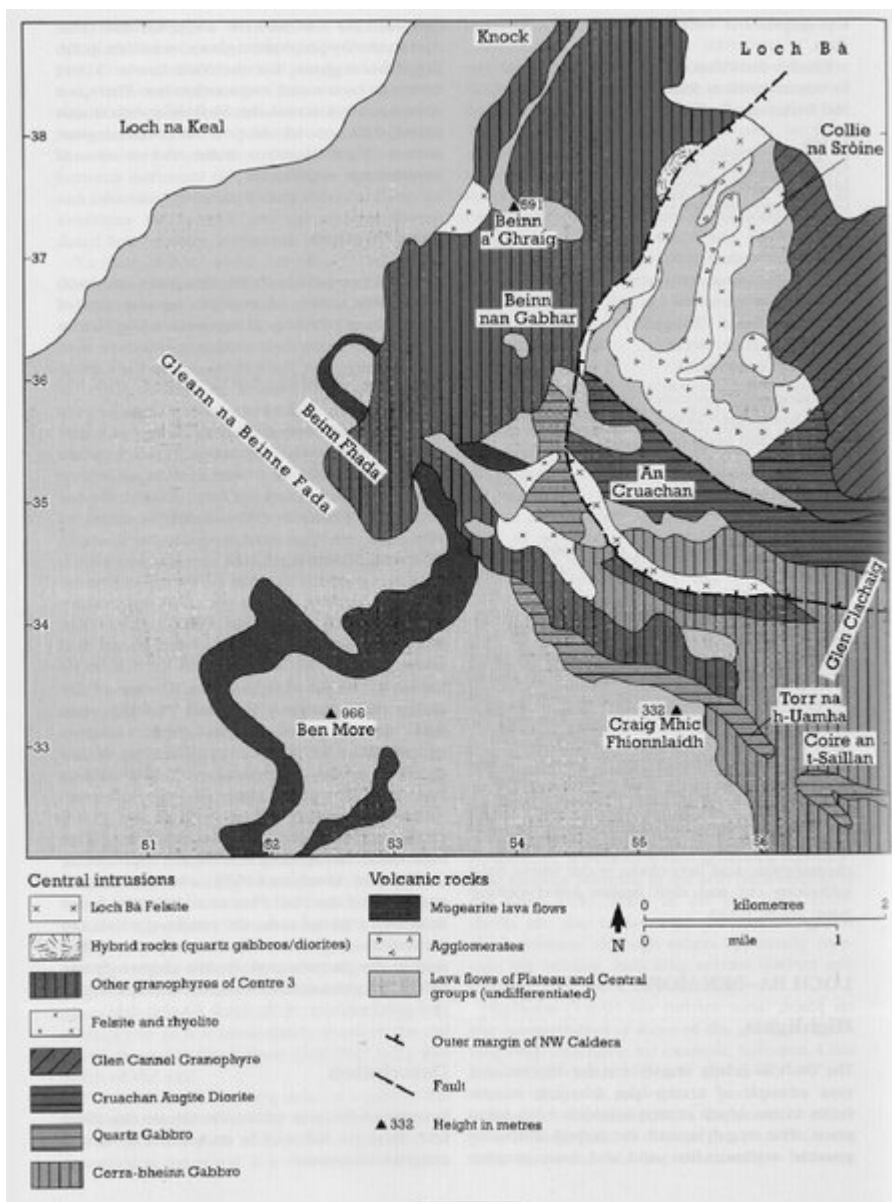 Knock
Loch Bà
Loch na Keal
Collie
na Sròine
38
691
Beinn
a' Ghraig
37
Beinn
nan Gabhar
36
Gleann na Beinne Fada
Beinn Fhada
An
Cruachan
35
Glen Clachaig
34
966
Ben More
332
Craig Mhic
Fhionnlaidh
Torr na
h-Uamha
33
Coire an
t-Saillan
51
52
53
54
55
56
Central intrusions
Loch Bà Felsite
Hybrid rocks (quartz gabbros/diorites)
Other granophyres of Centre 3
Felsite and rhyolite
Glen Cannel Granophyre
Cruachan Augite Diorite
Quartz Gabbro
Corra-bheinn Gabbro
Volcanic rocks
Mugearite lava flows
Agglomerates
Lava flows of Plateau and Central
groups (undifferentiated)
Outer margin of NW Caldera
Fault
332 Height in metres
N
0 kilometres 2
0 mile 1